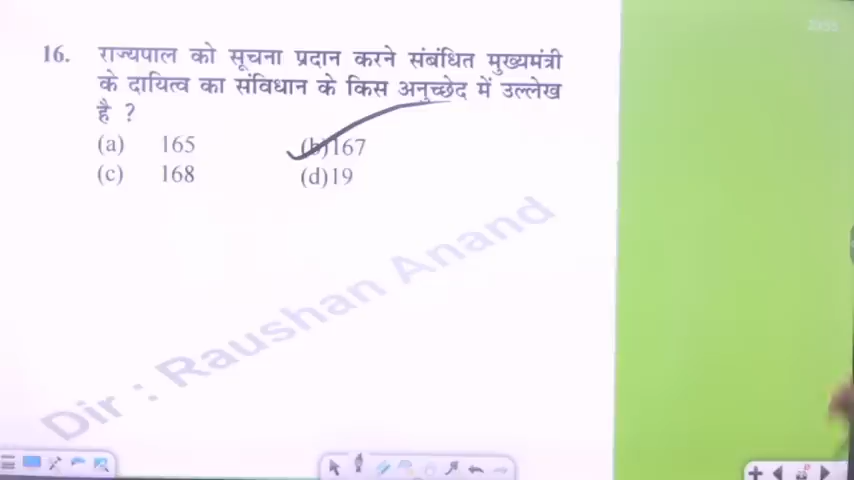 16. राज्यपाल को सूचना प्रदान करने संबंधित मुख्यमंत्री
के दायित्व का संविधान के किस अनुच्छेद में उल्लेख
है ?
(a) 165 (b) 167
(c) 168 (d) 19
Dir : Raushan Anand